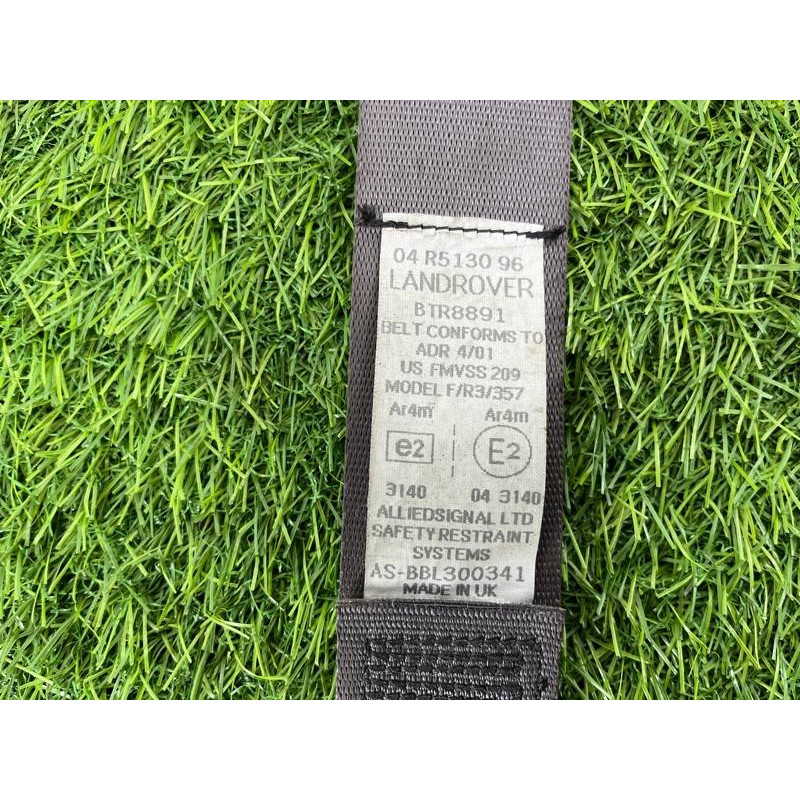 04 R5130 96
LANDROVER
BTR8891
BELT CONFORMS TO
ADR 4/01
US FMVSS 209
MODEL F/R3/357
Ar4m Ar4m
e2 E2
3140 04 3140
ALLIEDSIGNAL LTD
SAFETY RESTRAINT
SYSTEMS
AS-BBL300341
MADE IN UK